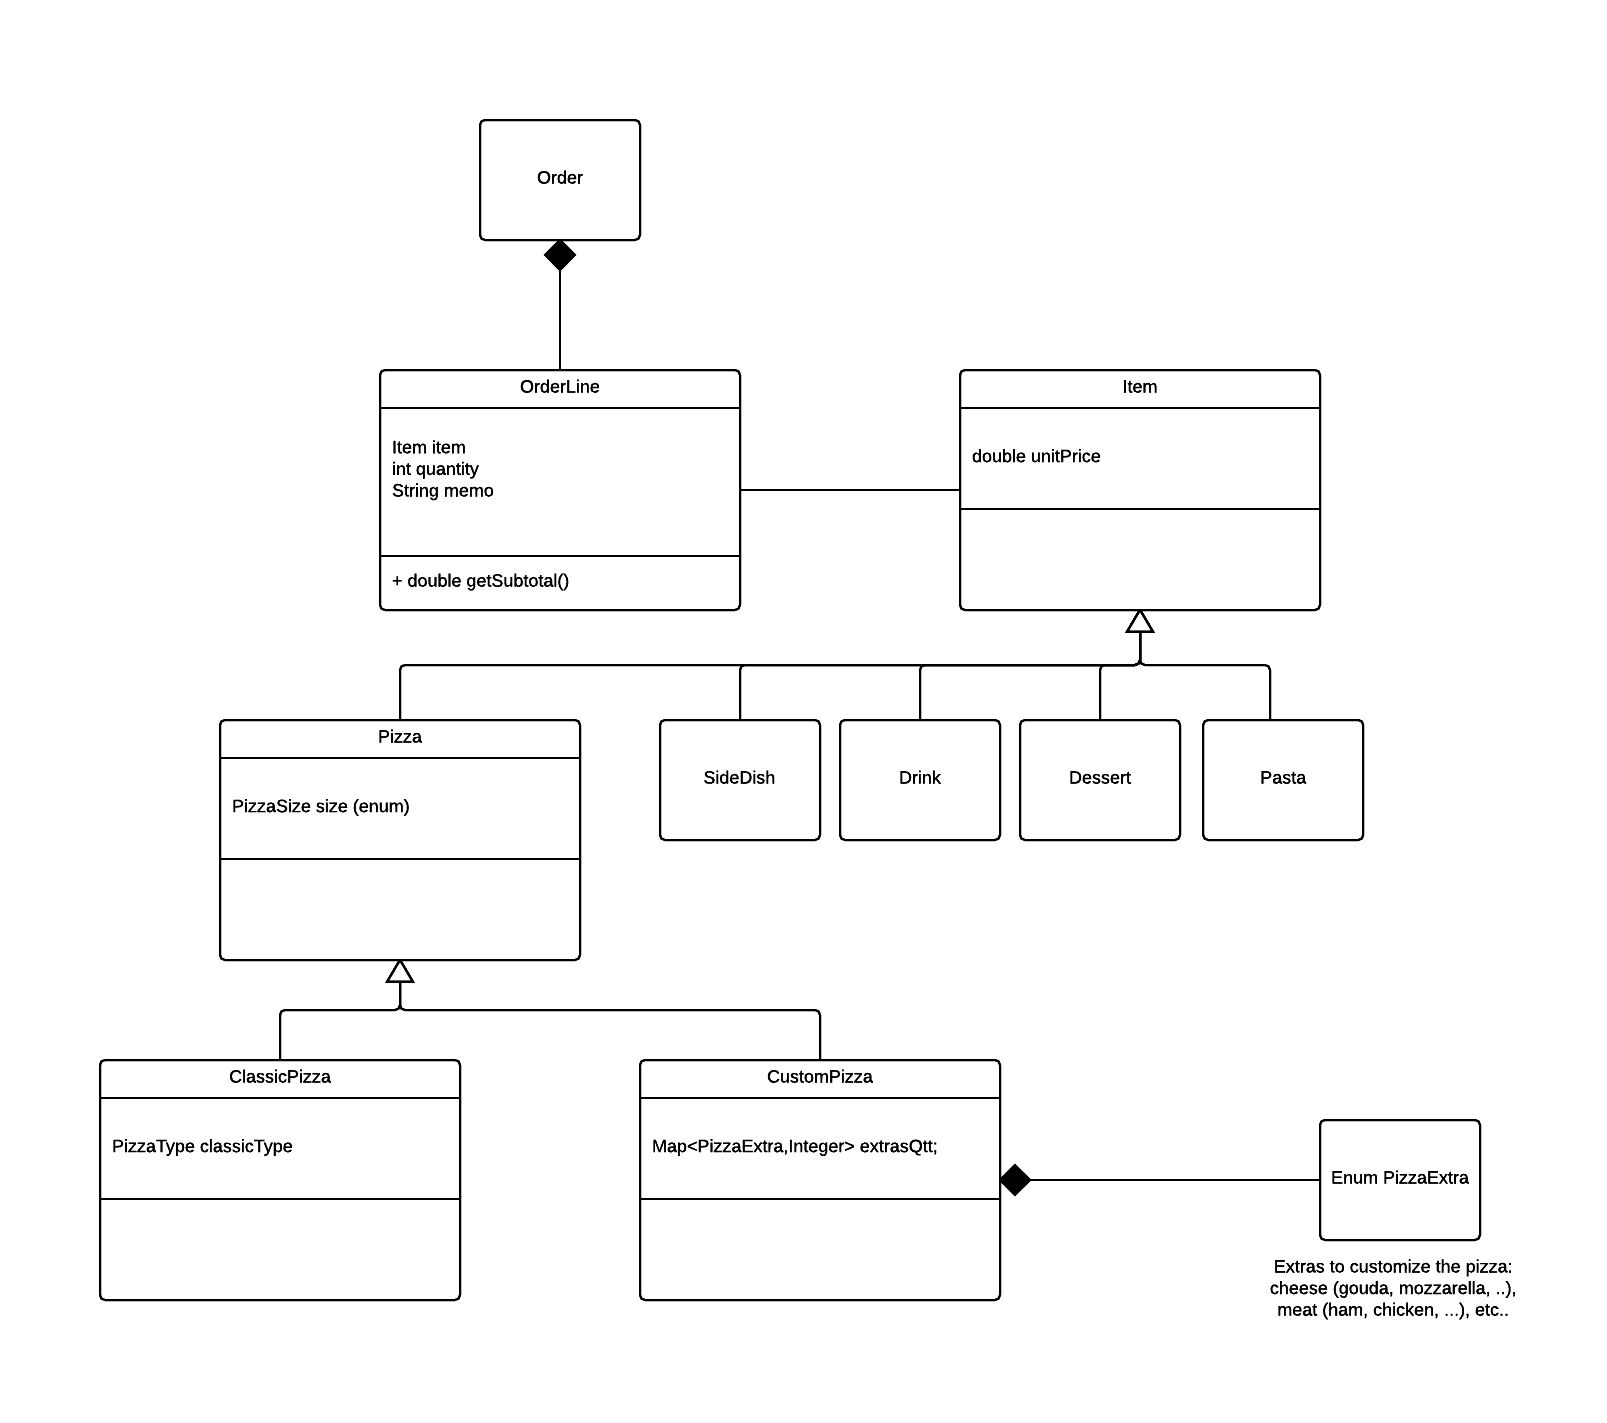 Order
OrderLine
Item item
int quantity
String memo
+ double getSubtotal()
Item
double unitPrice
Pizza
PizzaSize size (enum)
SideDish
Drink
Dessert
Pasta
ClassicPizza
PizzaType classicType
CustomPizza
Map<PizzaExtra,Integer> extrasQtt;
Enum PizzaExtra
Extras to customize the pizza:
cheese (gouda, mozzarella, ..),
meat (ham, chicken, ...), etc..